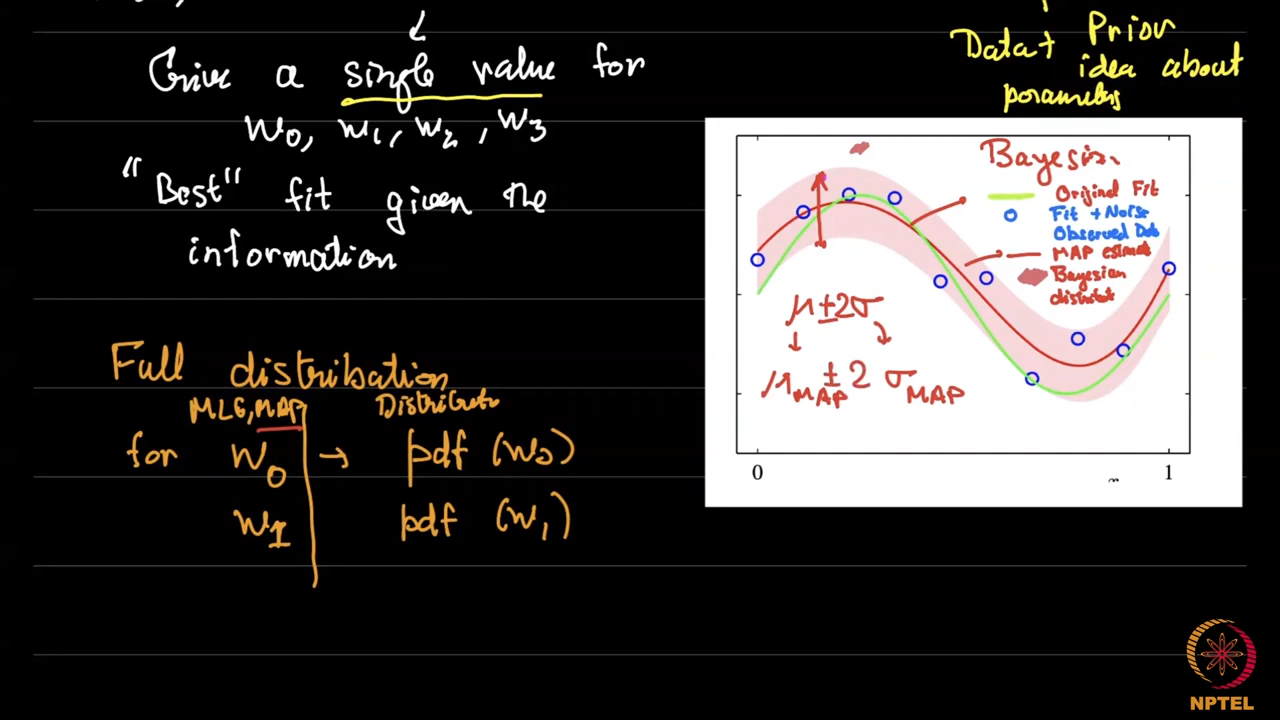 Give a single value for
w0, w1, w2, w3
"Best" fit given the
information
Full distribution
MLE, MAP Distribute
for w0 → pdf (w0)
w1 pdf (w1)
Data + Prior
idea about
parameters
Bayesian
Original Fit
Fit + Noise
Observed Data
MAP estimate
Bayesian
distribut
μ ± 2σ
μMAP ± 2 σMAP
0 1
x
NPTEL